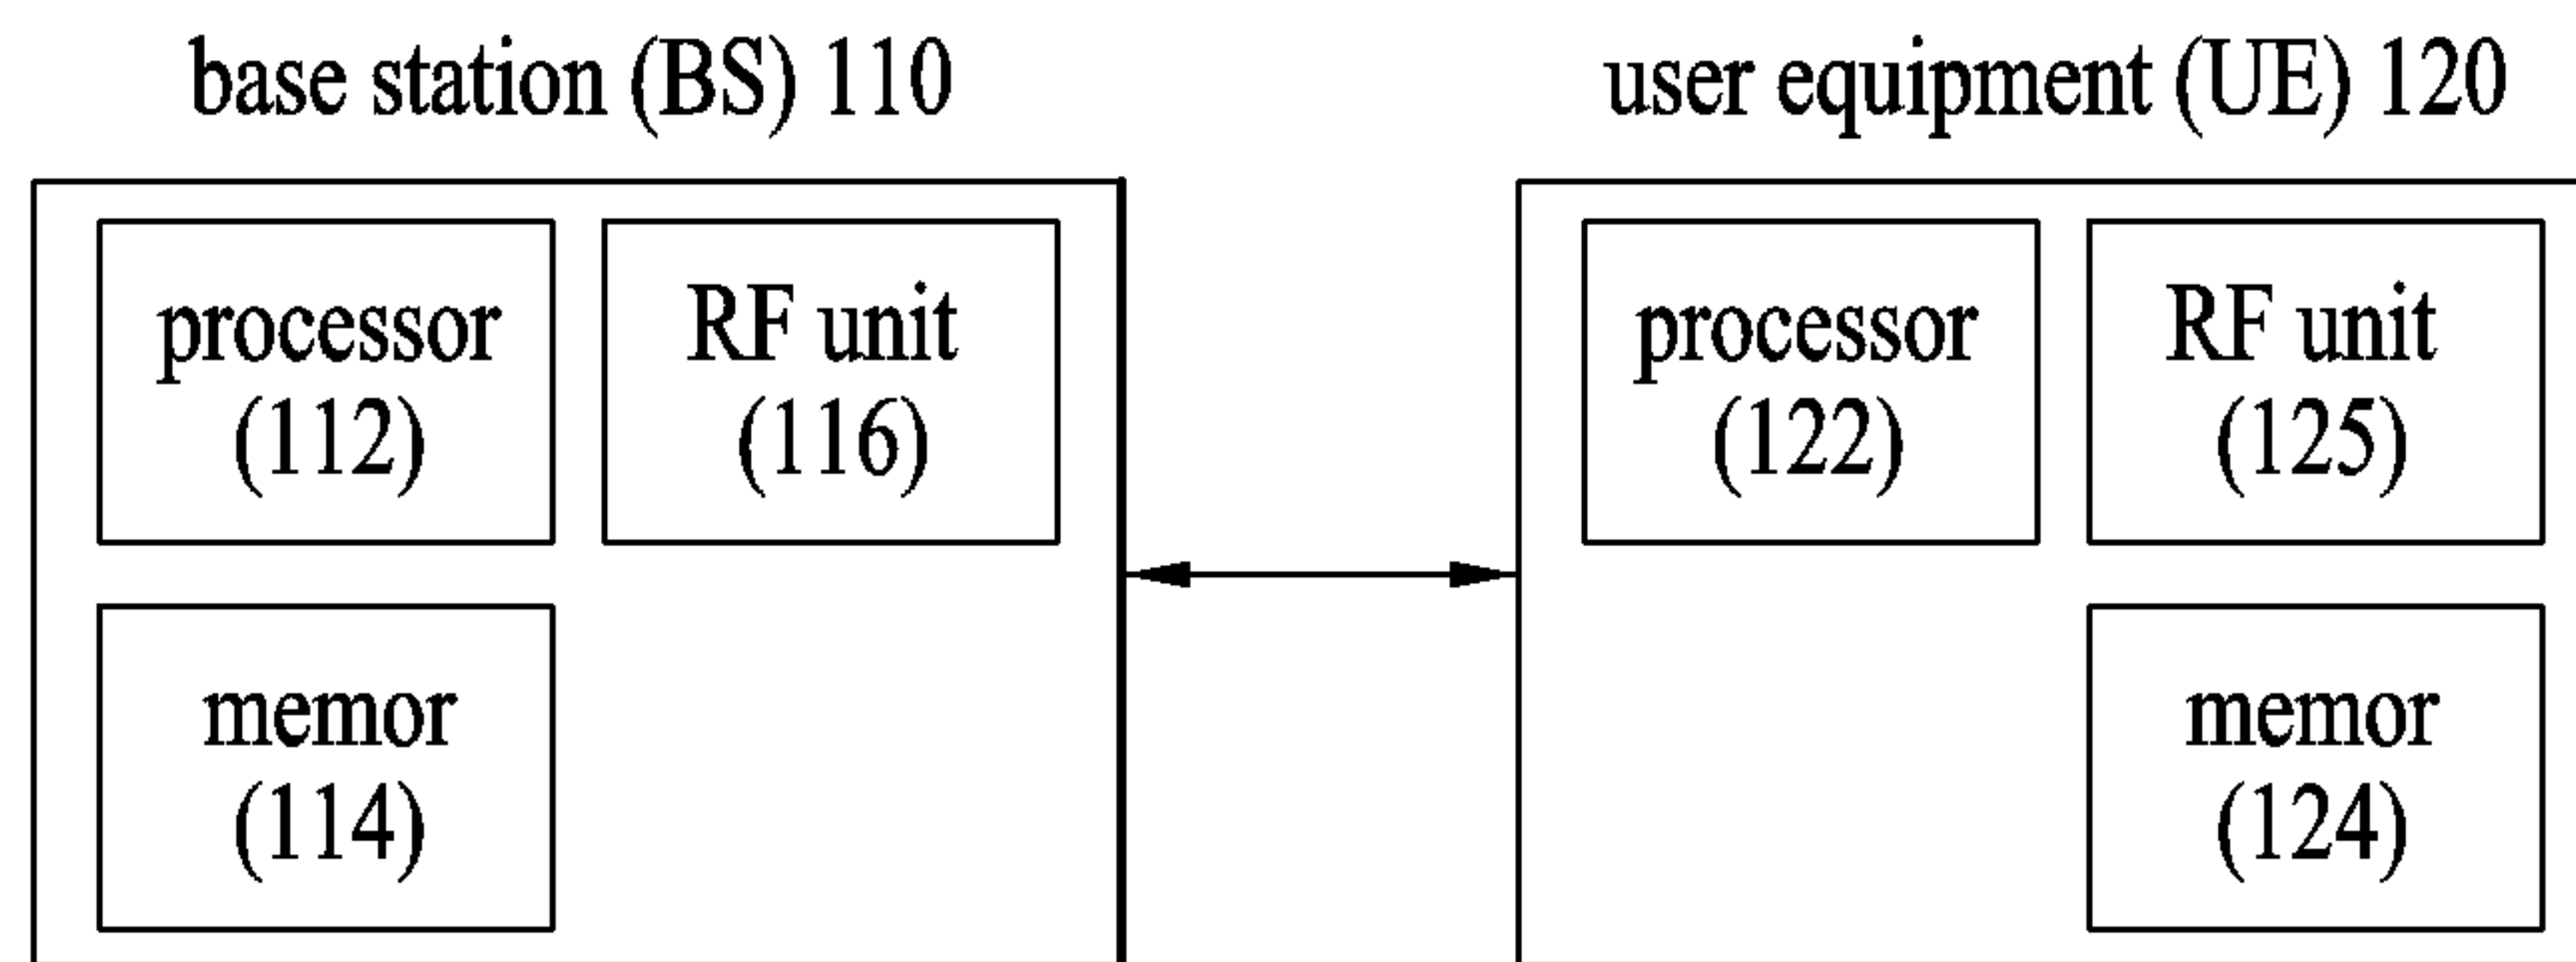 base station (BS) 110
processor
(112)
RF unit
(116)
memor
(114)
user equipment (UE) 120
processor
(122)
RF unit
(125)
memor
(124)